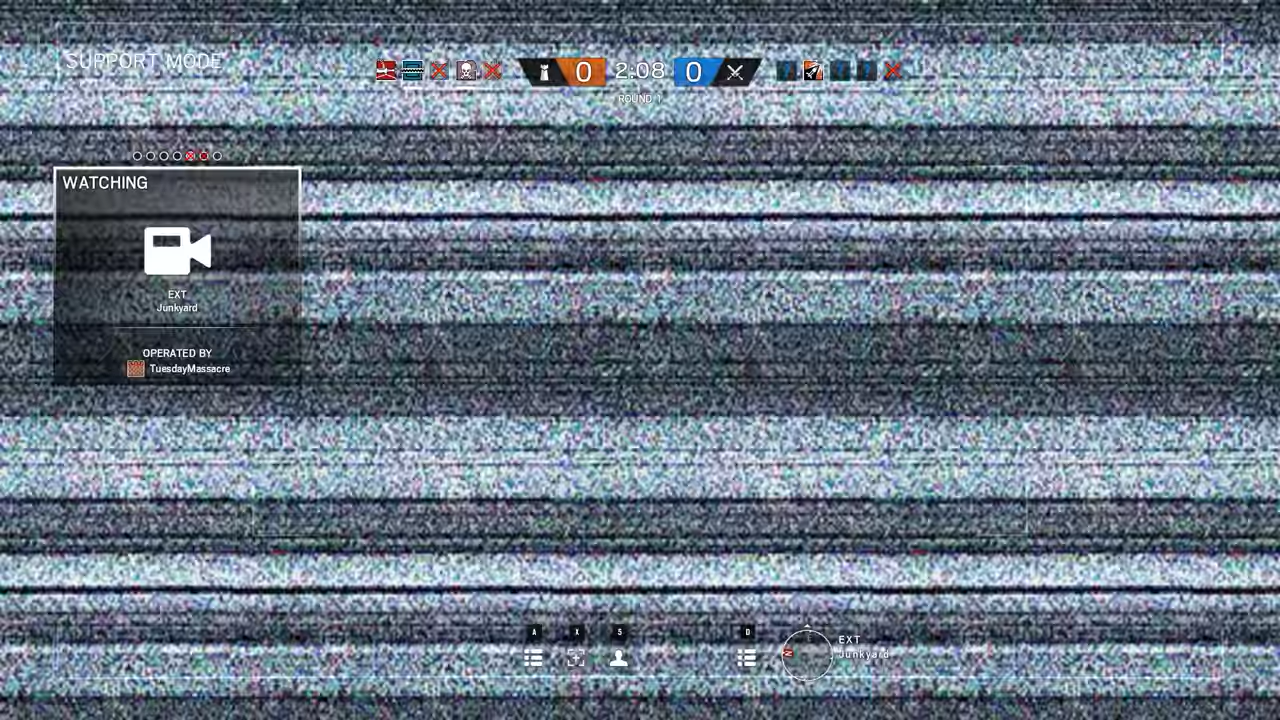 SUPPORT MODE
0 2:08 0
ROUND 1
WATCHING
EXT
Junkyard
OPERATED BY
TuesdayMassacre
A X S D
EXT
Junkyard